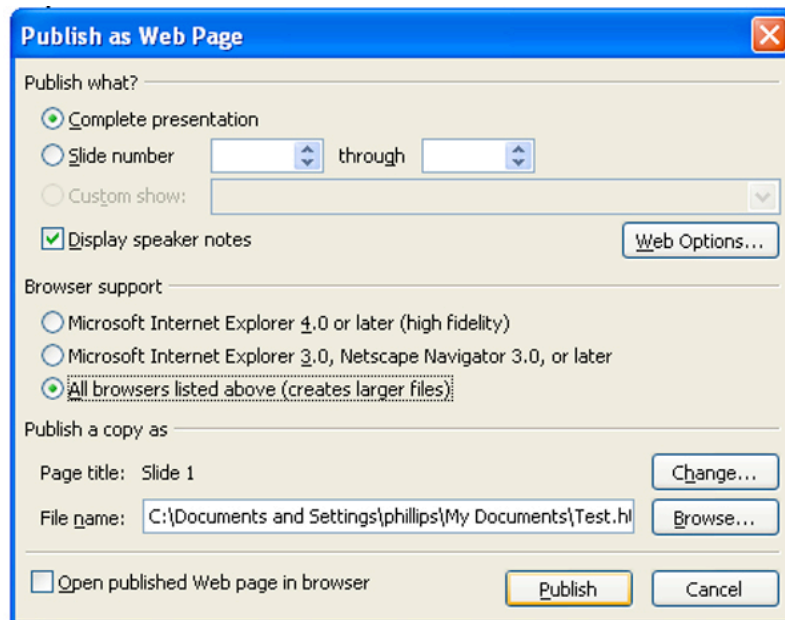 Publish as Web Page
Publish what?
Complete presentation
Slide number through
Custom show:
Display speaker notes Web Options...
Browser support
Microsoft Internet Explorer 4.0 or later (high fidelity)
Microsoft Internet Explorer 3.0, Netscape Navigator 3.0, or later
All browsers listed above (creates larger files)
Publish a copy as
Page title: Slide 1 Change...
File name: C:\Documents and Settings\phillips\My Documents\Test.ht Browse...
Open published Web page in browser Publish Cancel